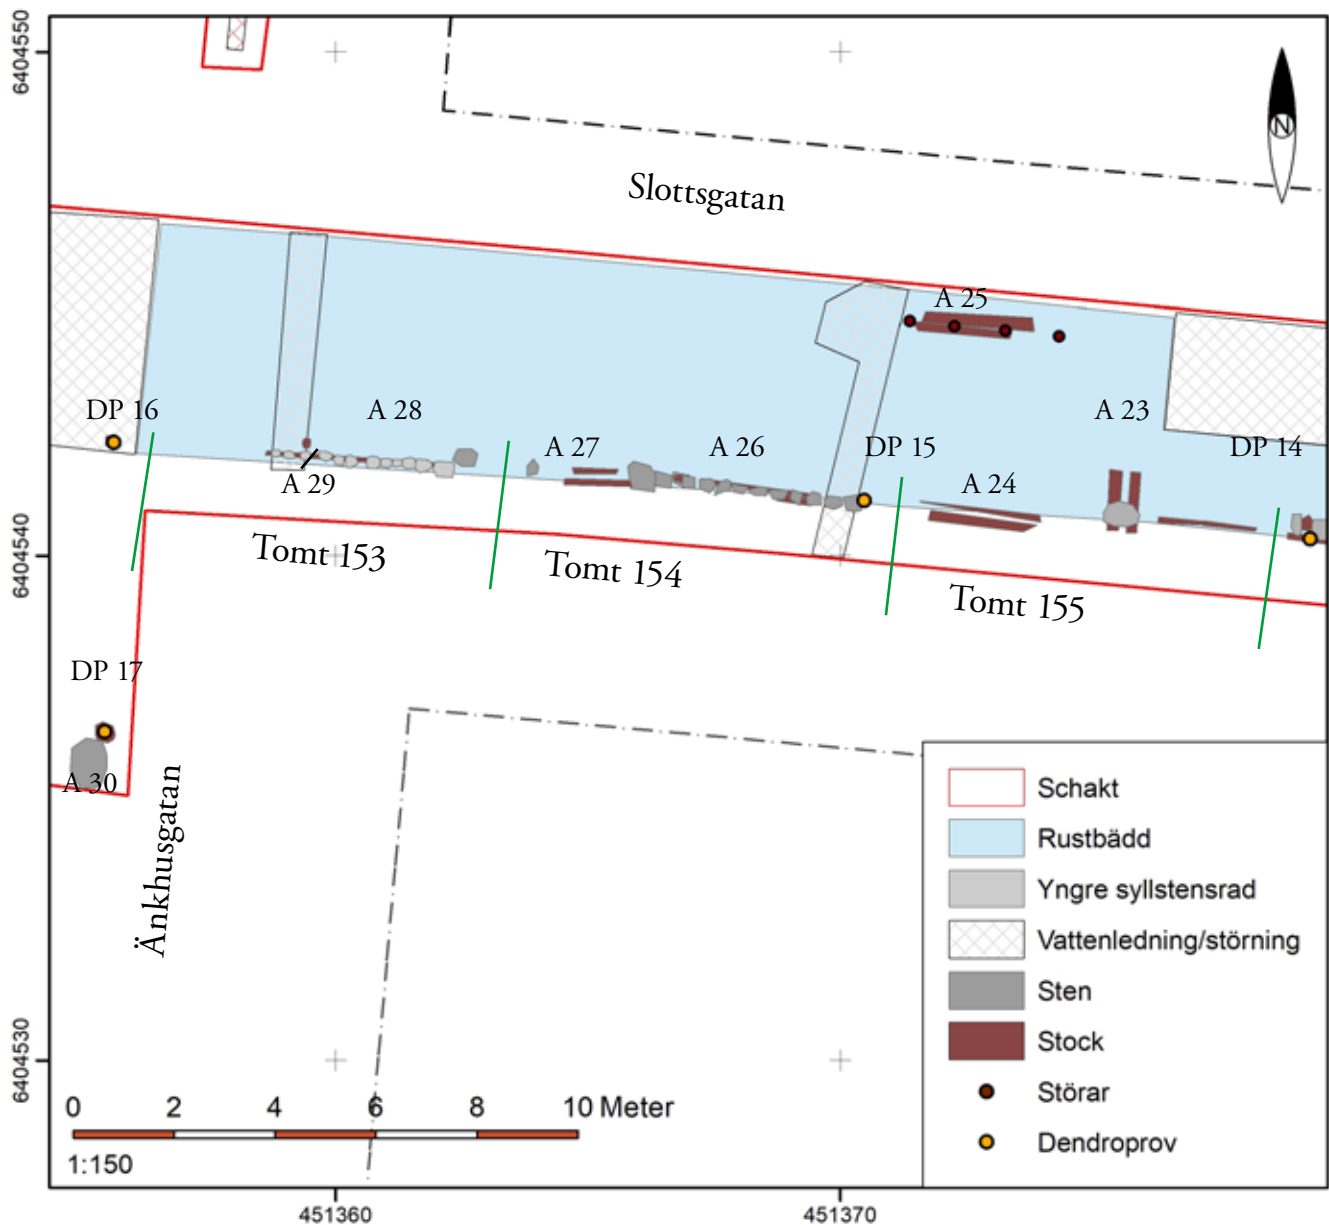 6404550
N
Slottsgatan
A 25
DP 16
A 28
A 23
A 27
A 26
DP 15
DP 14
A 29
A 24
6404540
Tomt 153
Tomt 154
Tomt 155
DP 17
A 30
Änkhusgatan
Schakt
Rustbädd
Yngre syllstensrad
Vattenledning/störning
Sten
Stock
Störar
Dendroprov
6404530
0 2 4 6 8 10 Meter
1:150
451360
451370